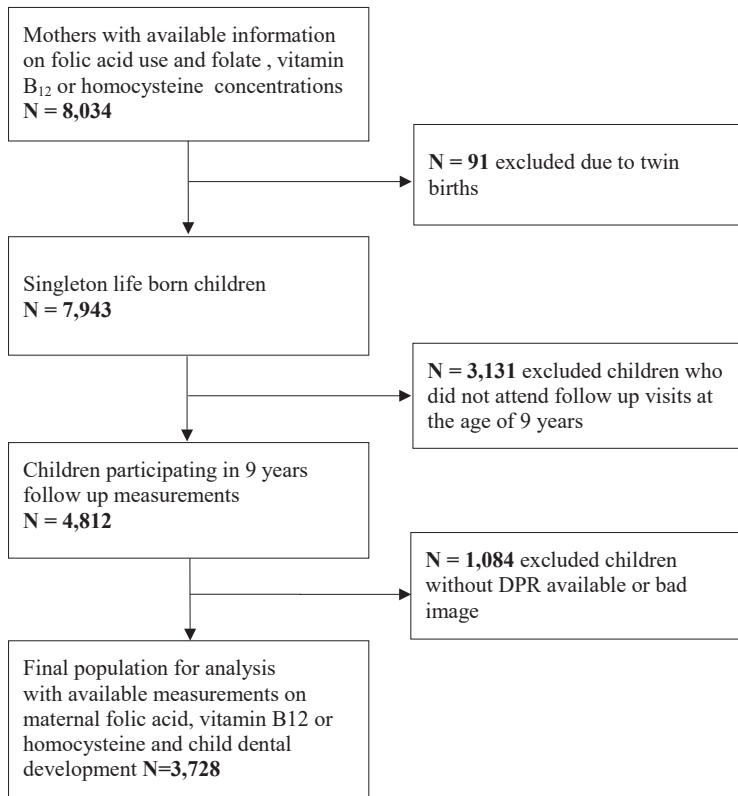 Mothers with available information
on folic acid use and folate , vitamin
B12 or homocysteine concentrations
N = 8,034
N = 91 excluded due to twin
births
Singleton life born children
N = 7,943
N = 3,131 excluded children who
did not attend follow up visits at
the age of 9 years
Children participating in 9 years
follow up measurements
N = 4,812
N = 1,084 excluded children
without DPR available or bad
image
Final population for analysis
with available measurements on
maternal folic acid, vitamin B12 or
homocysteine and child dental
development N=3,728